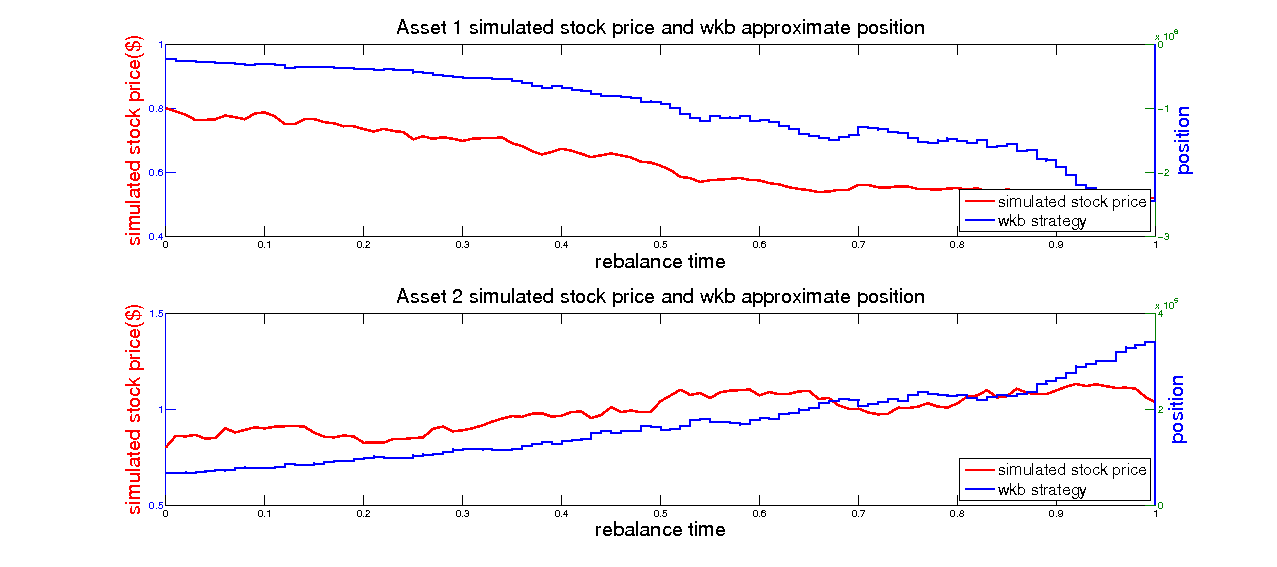 Asset 1 simulated stock price and wkb approximate position
simulated stock price($)
1
0.8
0.6
0.4
0
-1
-2
-3
position
simulated stock price
wkb strategy
0 0.1 0.2 0.3 0.4 0.5 0.6 0.7 0.8 0.9 1
rebalance time
Asset 2 simulated stock price and wkb approximate position
simulated stock price($)
1.5
1
0.5
4
2
0
position
simulated stock price
wkb strategy
0 0.1 0.2 0.3 0.4 0.5 0.6 0.7 0.8 0.9 1
rebalance time